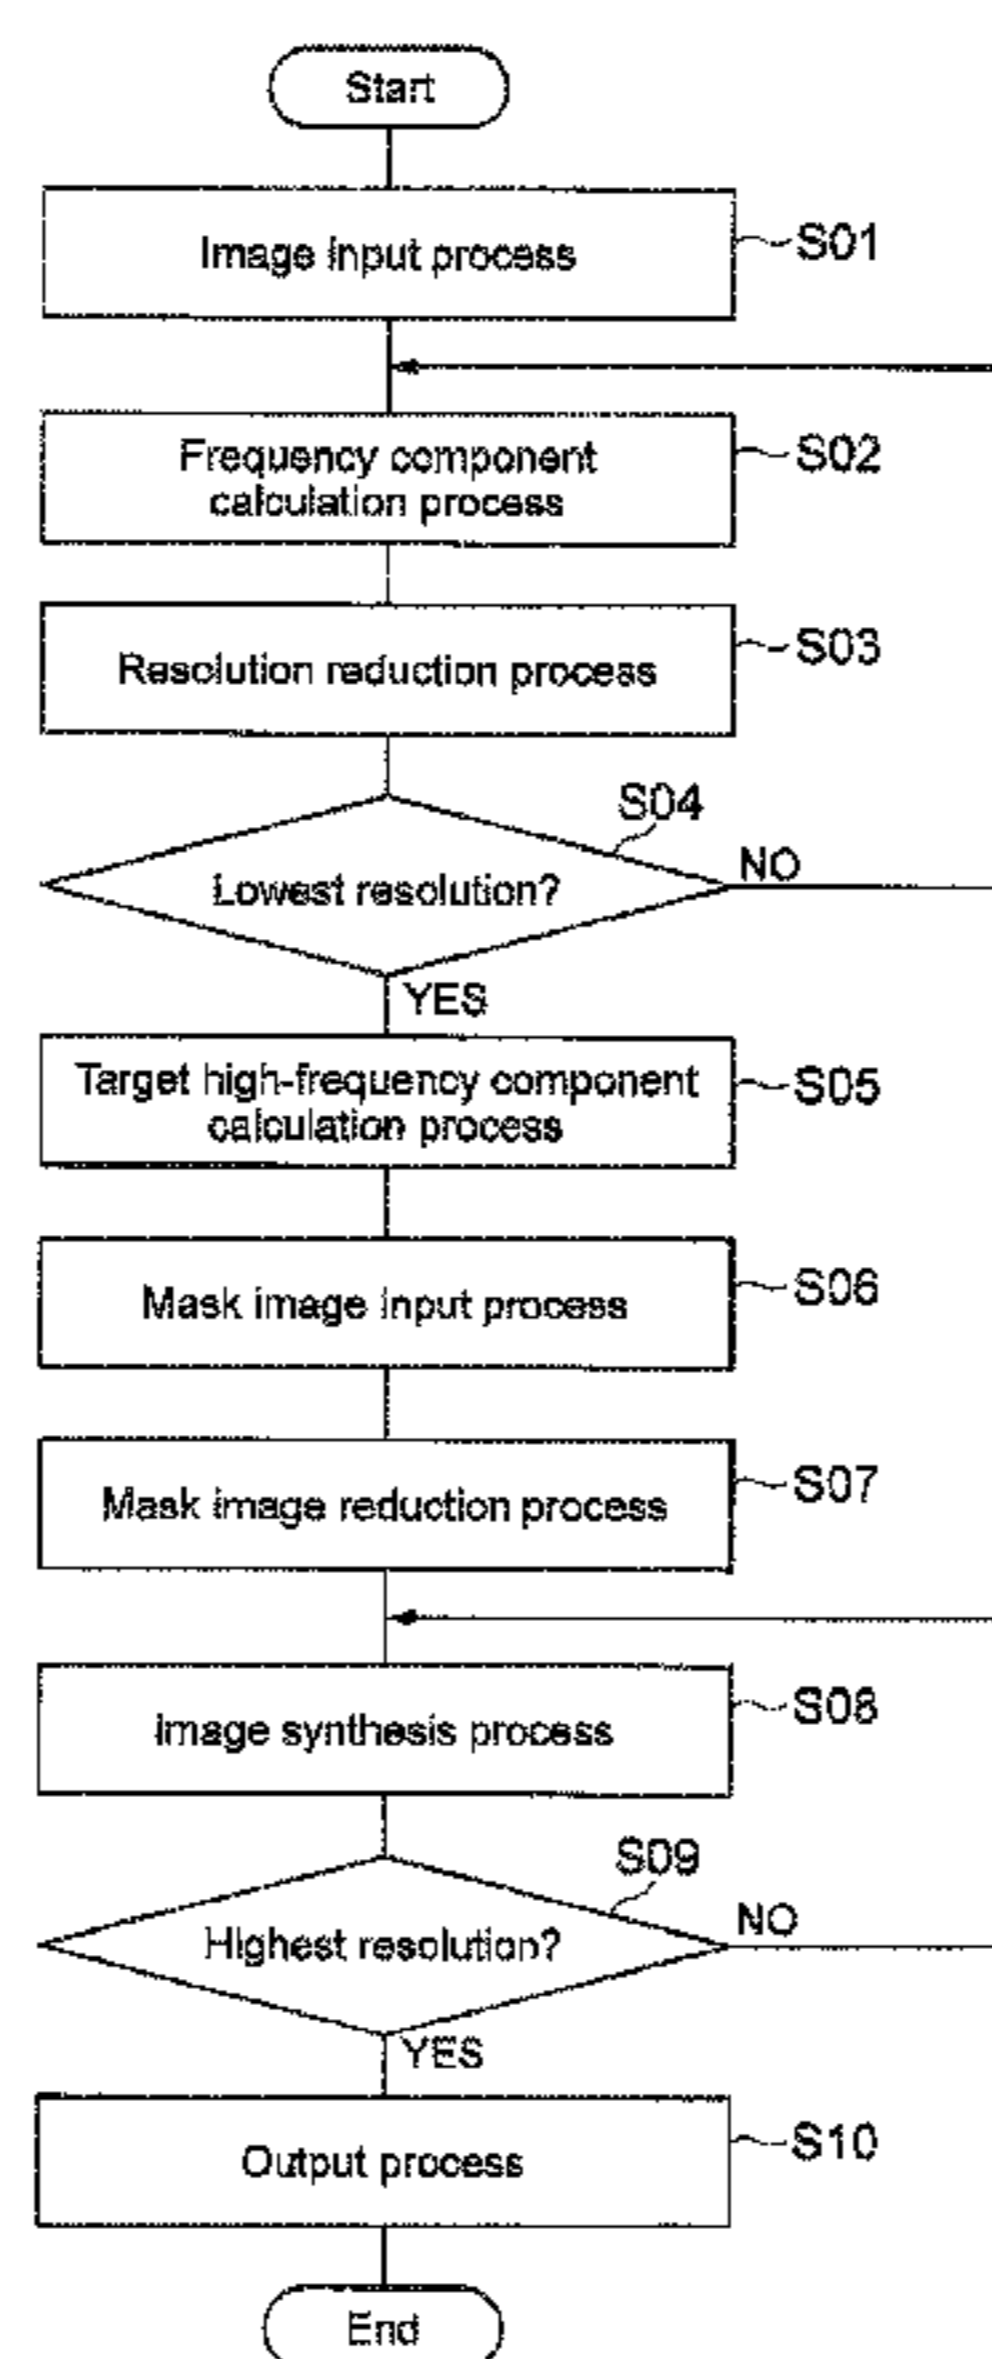 Start
Image input process
S01
Frequency component
calculation process
S02
Resolution reduction process
S03
S04
Lowest resolution?
NO
YES
Target high-frequency component
calculation process
S05
Mask image input process
S06
Mask image reduction process
S07
Image synthesis process
S08
S09
Highest resolution?
NO
YES
Output process
S10
End